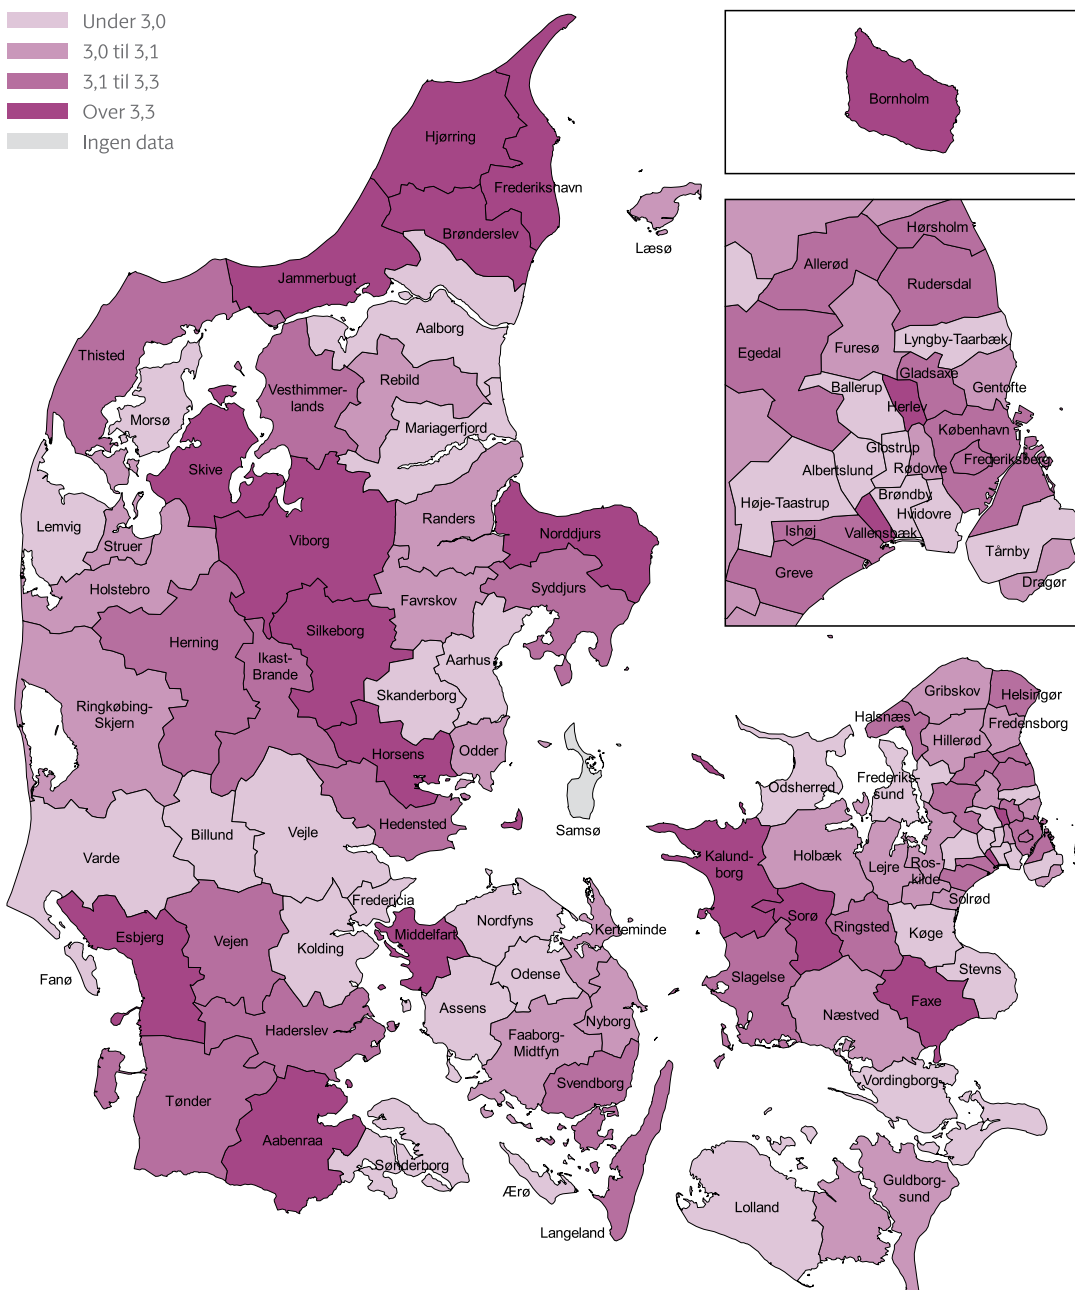 Under 3,0
3,0 til 3,1
3,1 til 3,3
Over 3,3
Ingen data
Bornholm
Hjørring
Frederikshavn
Brønderslev
Læsø
Jammerbugt
Aalborg
Thisted
Rebild
Vesthimmer-
lands
Morsø
Mariagerfjord
Skive
Lemvig
Struer
Viborg
Randers
Norddjurs
Holstebro
Favrskov
Syddjurs
Herning
Silkeborg
Ikast-
Brande
Aarhus
Skanderborg
Ringkøbing-
Skjern
Horsens
Odder
Samsø
Hedensted
Billund
Vejle
Varde
Fredericia
Esbjerg
Vejen
Kolding
Middelfart
Nordfyns
Kerteminde
Fanø
Odense
Assens
Haderslev
Faaborg-
Midtfyn
Nyborg
Svendborg
Tønder
Aabenraa
Sønderborg
Ærø
Langeland
Hørsholm
Allerød
Rudersdal
Egedal
Furesø
Lyngby-Taarbæk
Gladsaxe
Ballerup
Gentofte
Herlev
København
Glostrup
Frederiksberg
Albertslund
Rødovre
Høje-Taastrup
Brøndby
Hvidovre
Ishøj
Vallensbæk
Tårnby
Greve
Dragør
Gribskov
Helsingør
Halsnæs
Fredensborg
Hillerød
Odsherred
Frederiks-
sund
Kalund-
borg
Holbæk
Lejre
Ros-
kilde
Solrød
Sorø
Ringsted
Køge
Slagelse
Stevns
Faxe
Næstved
Vordingborg
Guldborg-
sund
Lolland